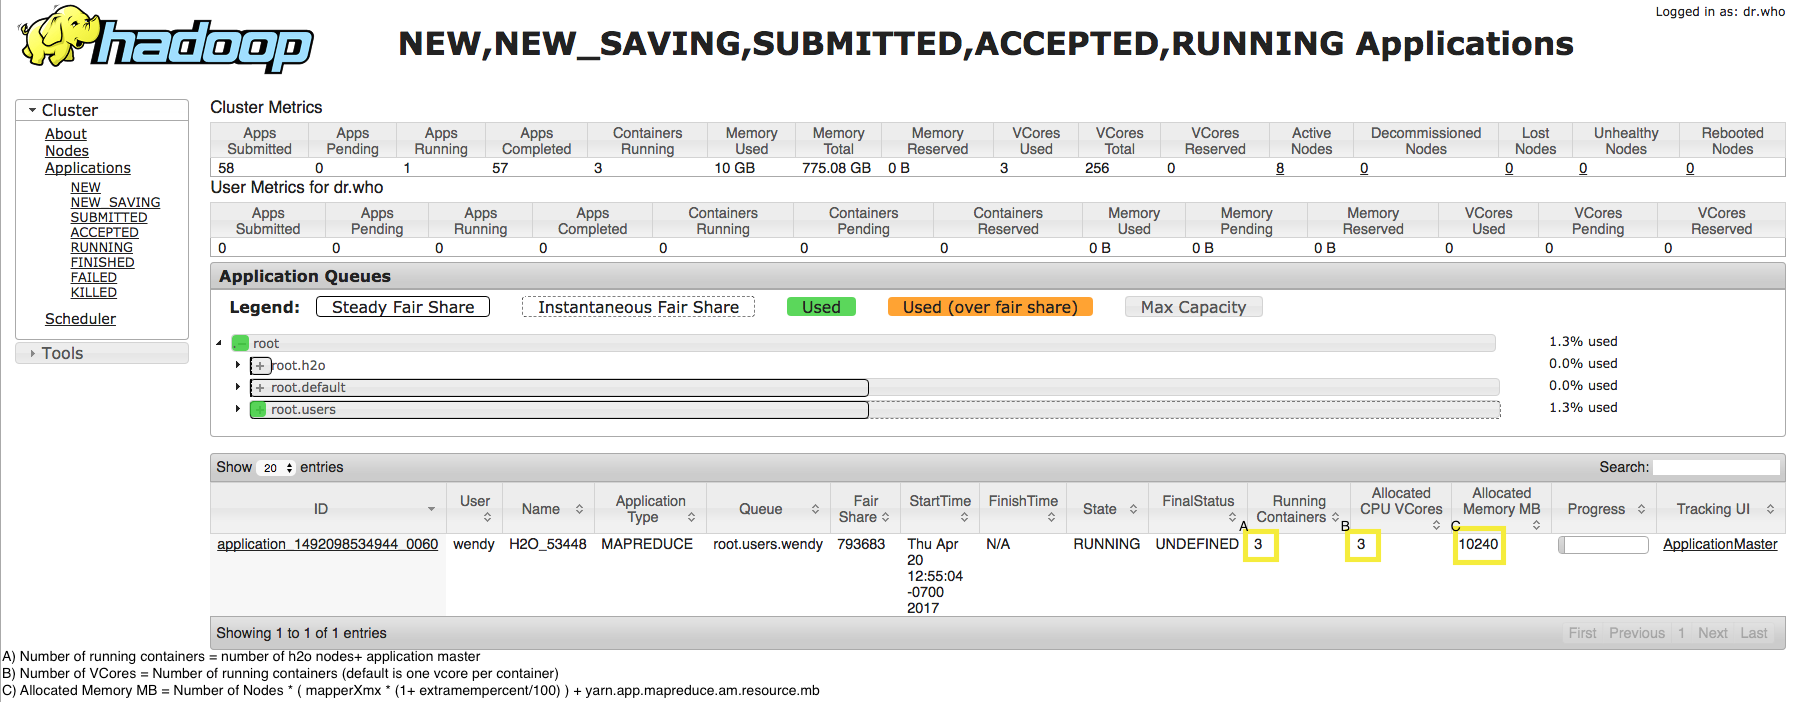 Logged in as: dr.who
hadoop
NEW,NEW_SAVING,SUBMITTED,ACCEPTED,RUNNING Applications
Cluster
About
Nodes
Applications
NEW
NEW_SAVING
SUBMITTED
ACCEPTED
RUNNING
FINISHED
FAILED
KILLED
Scheduler
Tools
Cluster Metrics
Apps Submitted Apps Pending Apps Running Apps Completed Containers Running Memory Used Memory Total Memory Reserved VCores Used VCores Total VCores Reserved Active Nodes Decommissioned Nodes Lost Nodes Unhealthy Nodes Rebooted Nodes
58 0 1 57 3 10 GB 775.08 GB 0 B 3 256 0 8 0 0 0 0
User Metrics for dr.who
Apps Submitted Apps Pending Apps Running Apps Completed Containers Running Containers Pending Containers Reserved Memory Used Memory Pending Memory Reserved VCores Used VCores Pending VCores Reserved
0 0 0 0 0 0 0 0 B 0 B 0 B 0 0 0
Application Queues
Legend: Steady Fair Share Instantaneous Fair Share Used Used (over fair share) Max Capacity
- root 1.3% used
+ root.h2o 0.0% used
+ root.default 0.0% used
+ root.users 1.3% used
Show 20 entries Search:
ID User Name Application Type Queue Fair Share StartTime FinishTime State FinalStatus Running Containers Allocated CPU VCores Allocated Memory MB Progress Tracking UI
A B C
application_1492098534944_0060 wendy H2O_53448 MAPREDUCE root.users.wendy 793683 Thu Apr N/A RUNNING UNDEFINED 3 3 10240 ApplicationMaster
20
12:55:04
-0700
2017
Showing 1 to 1 of 1 entries First Previous 1 Next Last
A) Number of running containers = number of h2o nodes+ application master
B) Number of VCores = Number of running containers (default is one vcore per container)
C) Allocated Memory MB = Number of Nodes * ( mapperXmx * (1+ extramempercent/100) ) + yarn.app.mapreduce.am.resource.mb